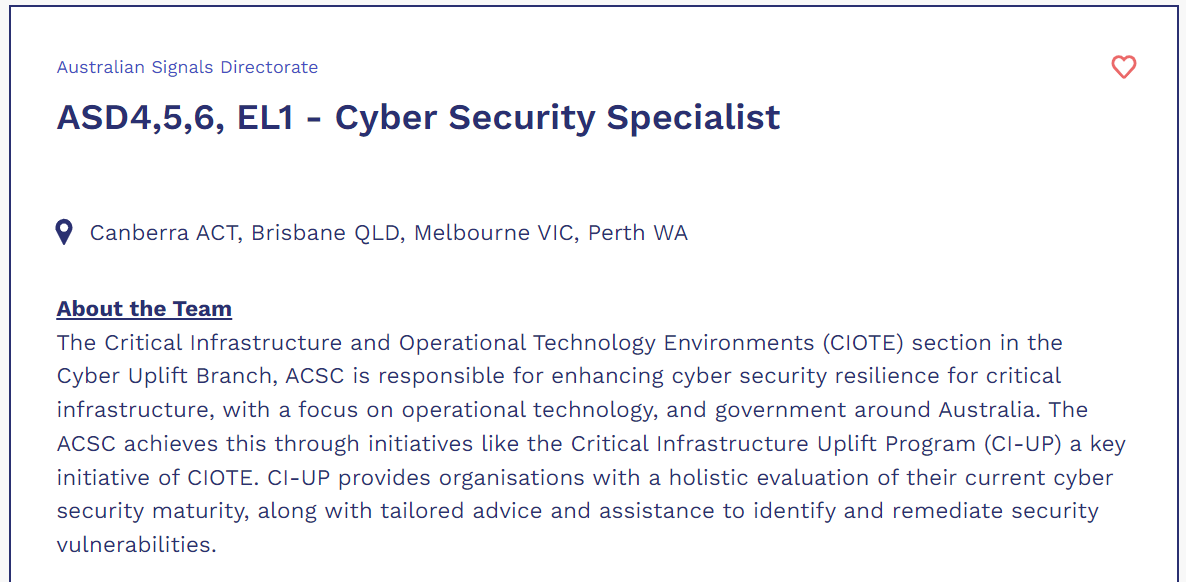 Australian Signals Directorate
ASD4,5,6, EL1 - Cyber Security Specialist
Canberra ACT, Brisbane QLD, Melbourne VIC, Perth WA
About the Team
The Critical Infrastructure and Operational Technology Environments (CIOTE) section in the
Cyber Uplift Branch, ACSC is responsible for enhancing cyber security resilience for critical
infrastructure, with a focus on operational technology, and government around Australia. The
ACSC achieves this through initiatives like the Critical Infrastructure Uplift Program (CI-UP) a key
initiative of CIOTE. CI-UP provides organisations with a holistic evaluation of their current cyber
security maturity, along with tailored advice and assistance to identify and remediate security
vulnerabilities.